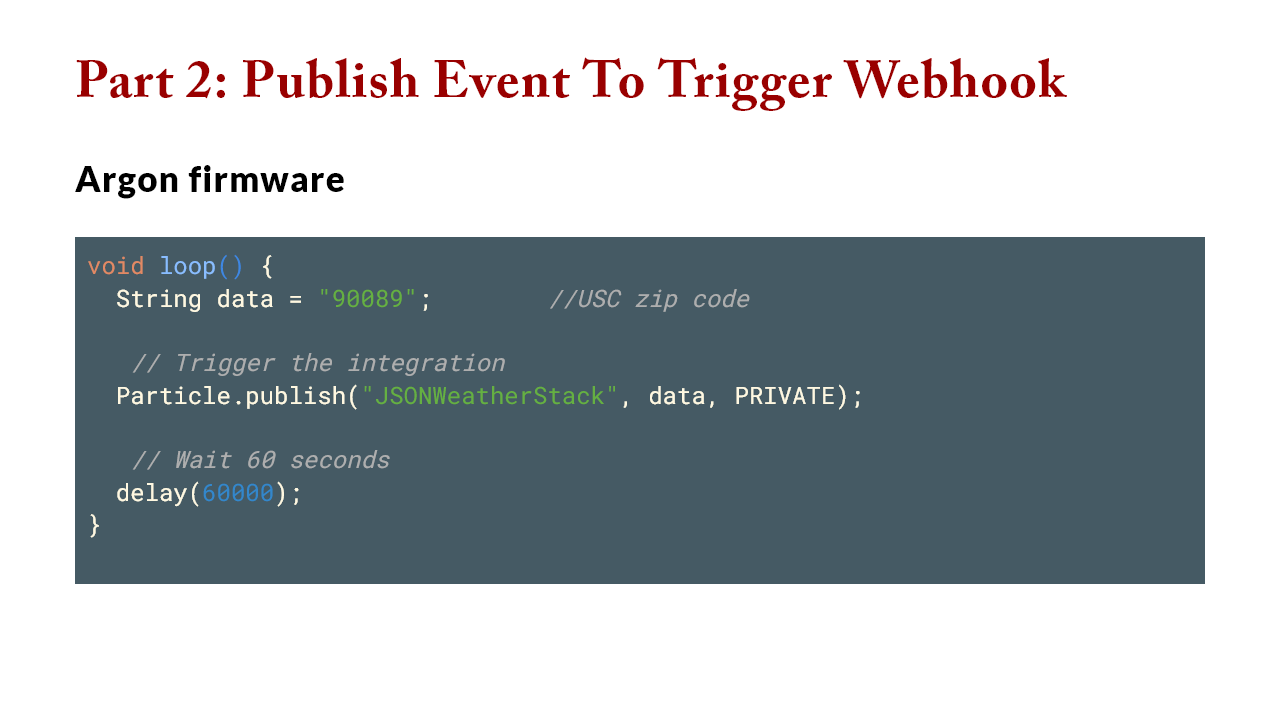 Part 2: Publish Event To Trigger Webhook
Argon firmware
void loop() {
  String data = "90089";        //USC zip code
   // Trigger the integration
  Particle.publish("JSONWeatherStack", data, PRIVATE);
   // Wait 60 seconds
  delay(60000);
}